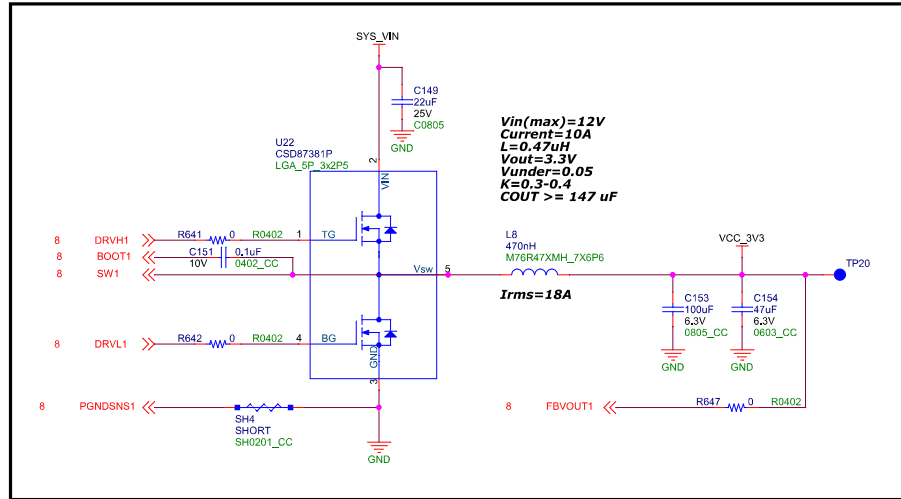 SYS_VIN
C149
22uF
25V
C0805
GND
Vin(max)=12V
Current=10A
L=0.47uH
Vout=3.3V
Vunder=0.05
K=0.3-0.4
COUT >= 147 uF
U22
CSD87381P
LGA_5P_3x2P5
2
VIN
8 DRVH1 R641 0 R0402 1 TG
8 BOOT1 C151 0.1uF
10V 0402_CC
8 SW1
Vsw 5
L8
470nH
M76R47XMH_7X6P6
Irms=18A
VCC_3V3
TP20
C153
100uF
6.3V
0805_CC
GND
C154
47uF
6.3V
0603_CC
GND
8 DRVL1 R642 0 R0402 4 BG
GND
3
8 PGNDSNS1
SH4
SHORT
SH0201_CC
GND
8 FBVOUT1 R647 0 R0402